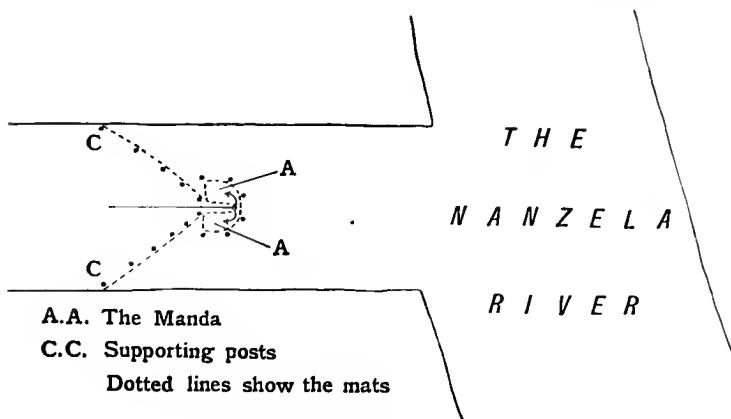 C
A
THE
NANZELA
A
C
RIVER
A.A. The Manda
C.C. Supporting posts
Dotted lines show the mats